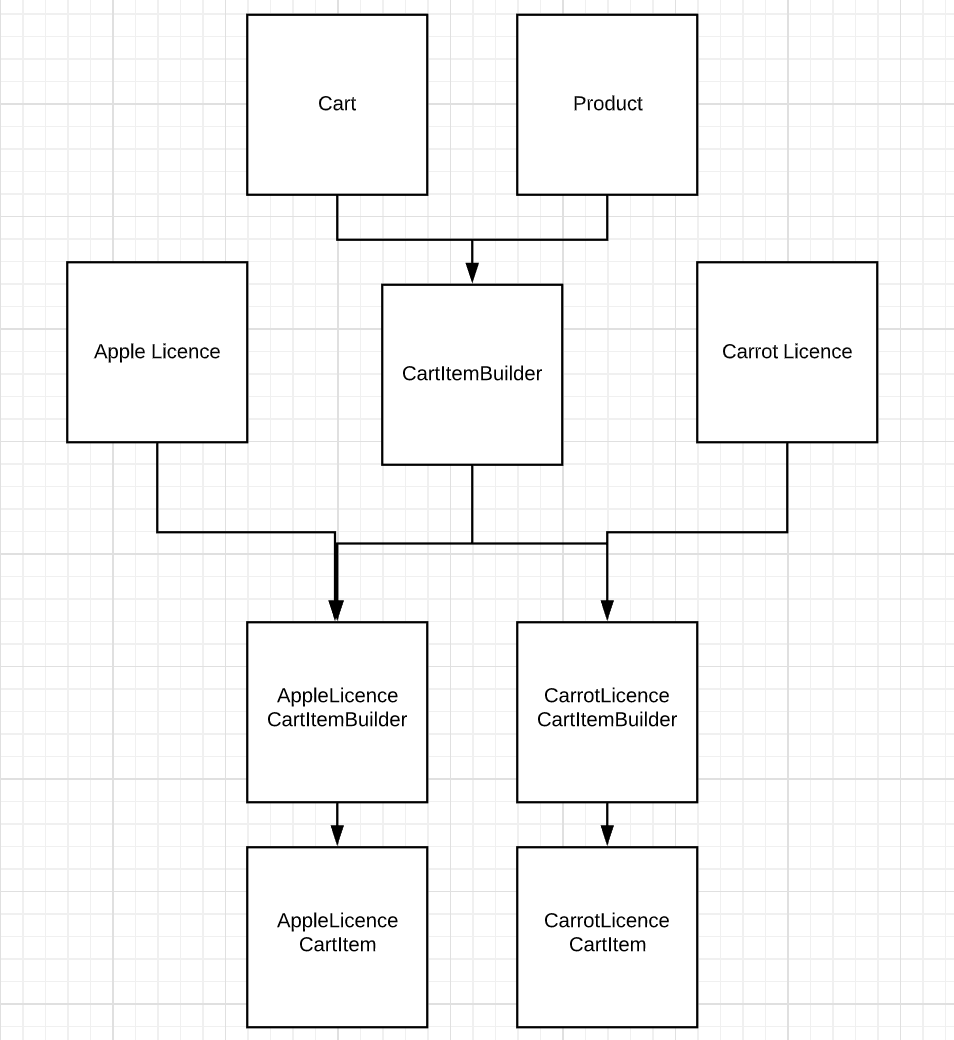 Cart
Product
Apple Licence
CartItemBuilder
Carrot Licence
AppleLicence
CartItemBuilder
CarrotLicence
CartItemBuilder
AppleLicence
CartItem
CarrotLicence
CartItem